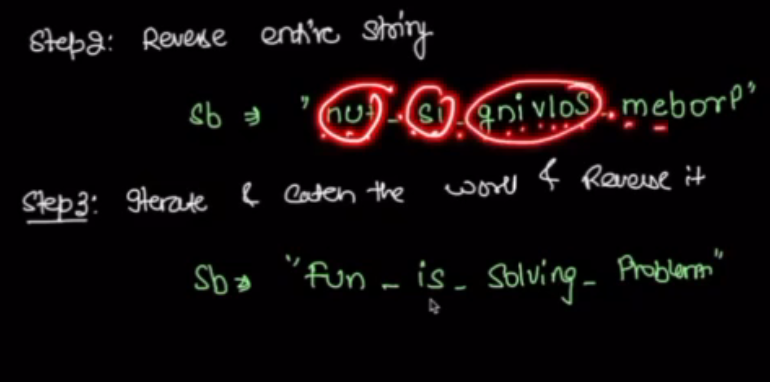 Step2: Reverse entire string
Sb ⇒ "nuf_si_gnivloS_meborP"
Step3: Iterate & Catch the word & Reverse it
Sb ⇒ "Fun_is_Solving_Problem"